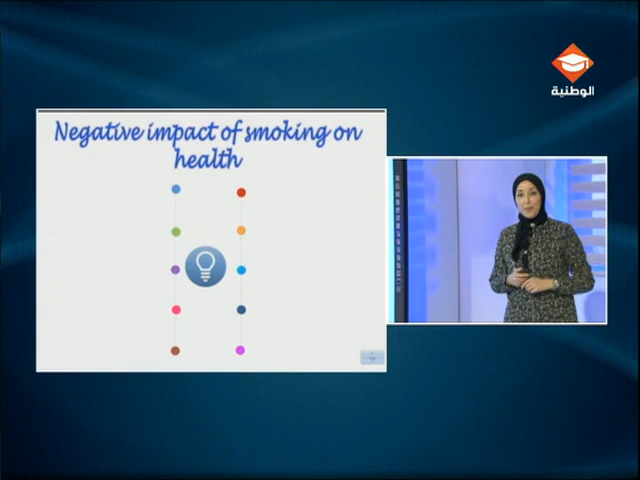 الوطنية
Negative impact of smoking on
health